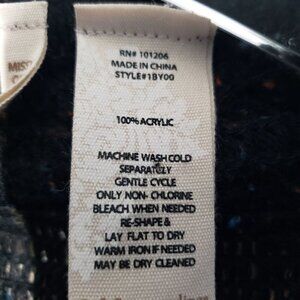 RN# 101206
MADE IN CHINA
STYLE#1BY00
100% ACRYLIC
MACHINE WASH COLD
SEPARATELY
GENTLE CYCLE
ONLY NON- CHLORINE
BLEACH WHEN NEEDED
RE-SHAPE &
LAY FLAT TO DRY
WARM IRON IF NEEDED
MAY BE DRY CLEANED